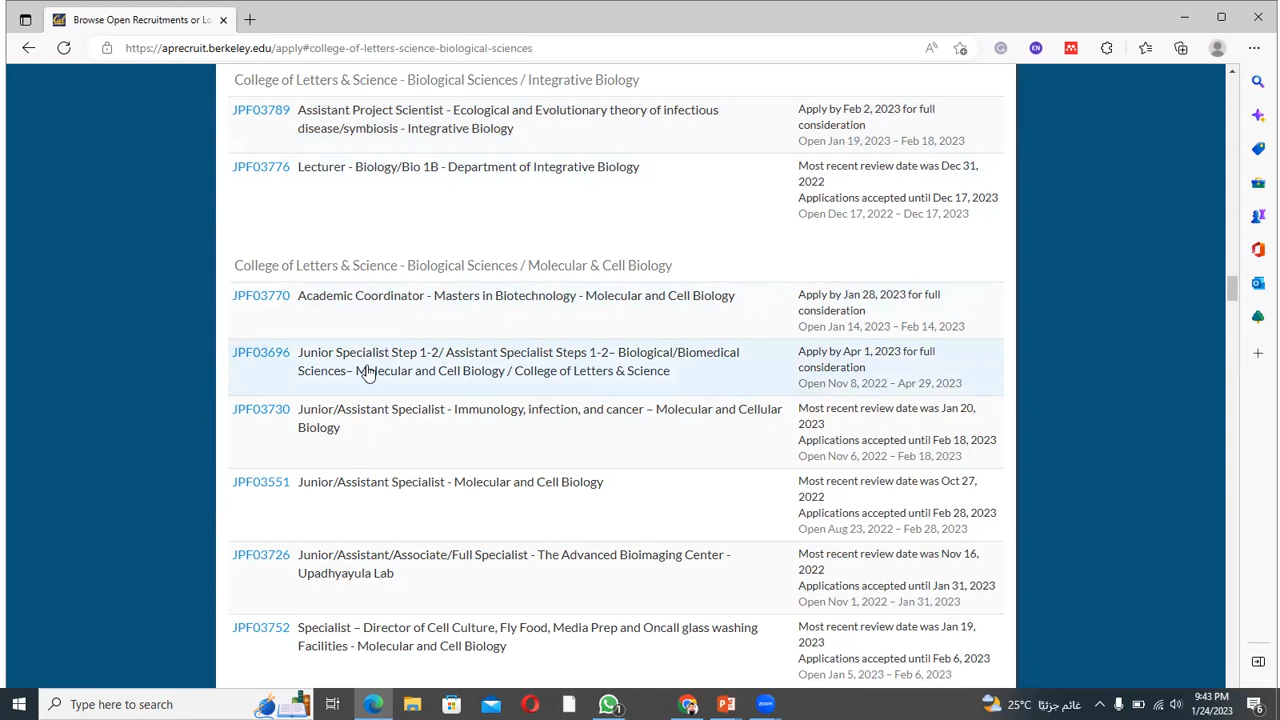 Browse Open Recruitments or Lo
https://aprecruit.berkeley.edu/apply#college-of-letters-science-biological-sciences
College of Letters & Science - Biological Sciences / Integrative Biology
JPF03789 Assistant Project Scientist - Ecological and Evolutionary theory of infectious
disease/symbiosis - Integrative Biology
Apply by Feb 2, 2023 for full
consideration
Open Jan 19, 2023 – Feb 18, 2023
JPF03776 Lecturer - Biology/Bio 1B - Department of Integrative Biology
Most recent review date was Dec 31,
2022
Applications accepted until Dec 17, 2023
Open Dec 17, 2022 – Dec 17, 2023
College of Letters & Science - Biological Sciences / Molecular & Cell Biology
JPF03770 Academic Coordinator - Masters in Biotechnology - Molecular and Cell Biology
Apply by Jan 28, 2023 for full
consideration
Open Jan 14, 2023 – Feb 14, 2023
JPF03696 Junior Specialist Step 1-2/ Assistant Specialist Steps 1-2– Biological/Biomedical
Sciences– Molecular and Cell Biology / College of Letters & Science
Apply by Apr 1, 2023 for full
consideration
Open Nov 8, 2022 – Apr 29, 2023
JPF03730 Junior/Assistant Specialist - Immunology, infection, and cancer – Molecular and Cellular
Biology
Most recent review date was Jan 20,
2023
Applications accepted until Feb 18, 2023
Open Nov 6, 2022 – Feb 18, 2023
JPF03551 Junior/Assistant Specialist - Molecular and Cell Biology
Most recent review date was Oct 27,
2022
Applications accepted until Feb 28, 2023
Open Aug 23, 2022 – Feb 28, 2023
JPF03726 Junior/Assistant/Associate/Full Specialist - The Advanced Bioimaging Center -
Upadhyayula Lab
Most recent review date was Nov 16,
2022
Applications accepted until Jan 31, 2023
Open Nov 1, 2022 – Jan 31, 2023
JPF03752 Specialist – Director of Cell Culture, Fly Food, Media Prep and Oncall glass washing
Facilities - Molecular and Cell Biology
Most recent review date was Jan 19,
2023
Applications accepted until Feb 6, 2023
Open Jan 5, 2023 – Feb 6, 2023
Type here to search
25°C غائم جزئيًا
9:43 PM
1/24/2023